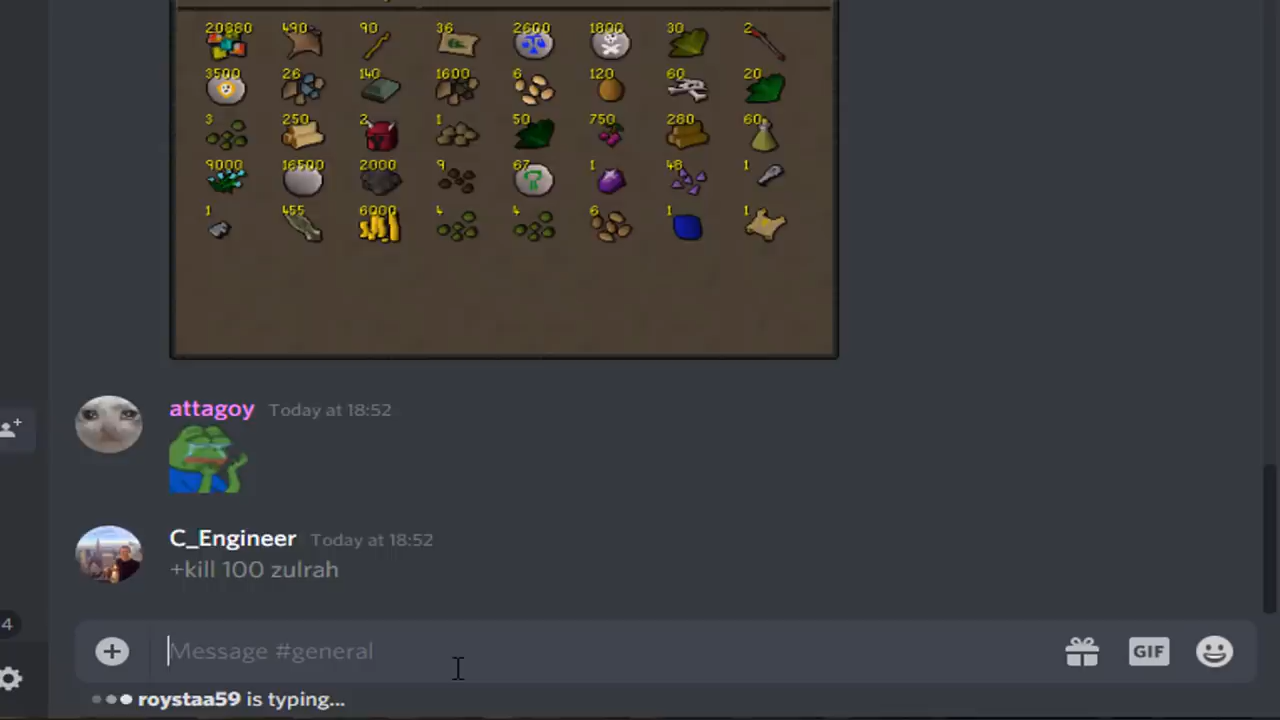 20880 490 90 36 2600 1800 30 2
3500 26 140 1600 6 120 60 20
3 250 2 1 50 750 280 60
9000 16500 2000 9 67 1 48 1
1 455 6000 4 4 6 1 1
attagoy Today at 18:52
C_Engineer Today at 18:52
+kill 100 zulrah
4
Message #general
GIF
roystaa59 is typing...